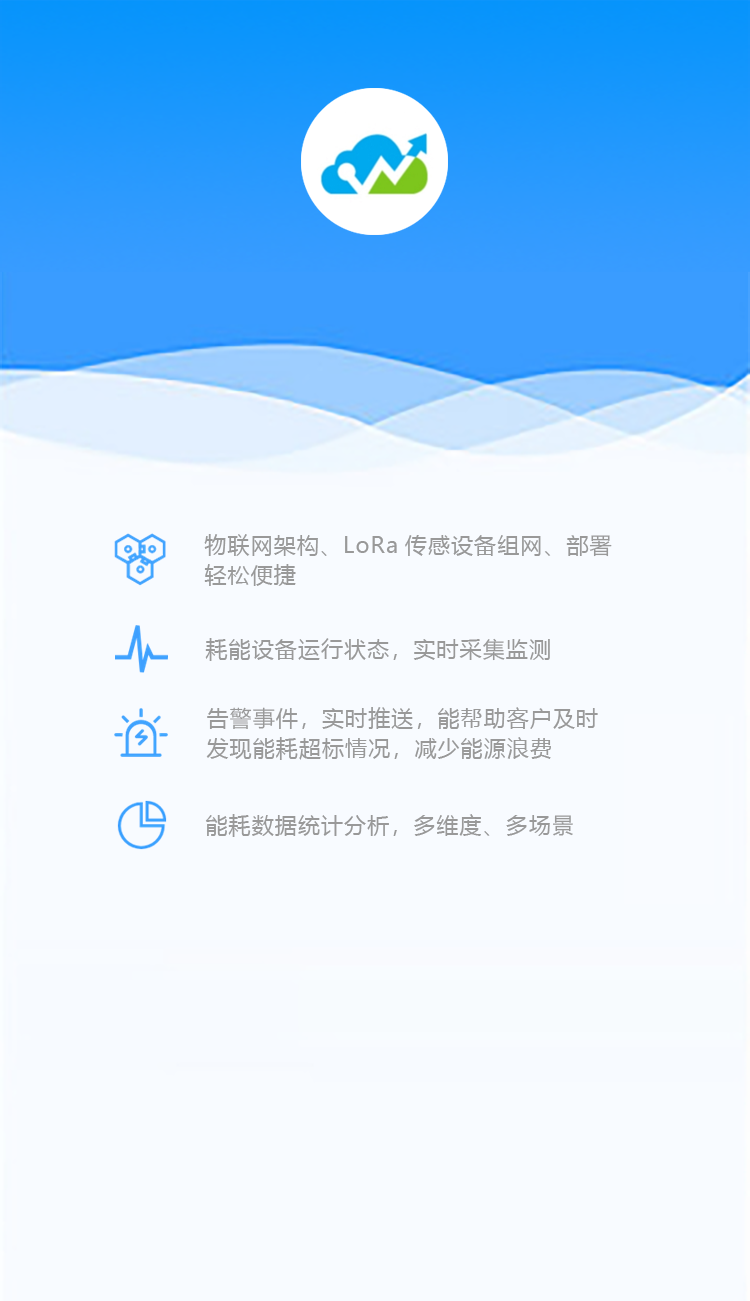 物联网架构、LoRa 传感设备组网、部署
轻松便捷
耗能设备运行状态，实时采集监测
告警事件，实时推送，能帮助客户及时
发现能耗超标情况，减少能源浪费
能耗数据统计分析，多维度、多场景